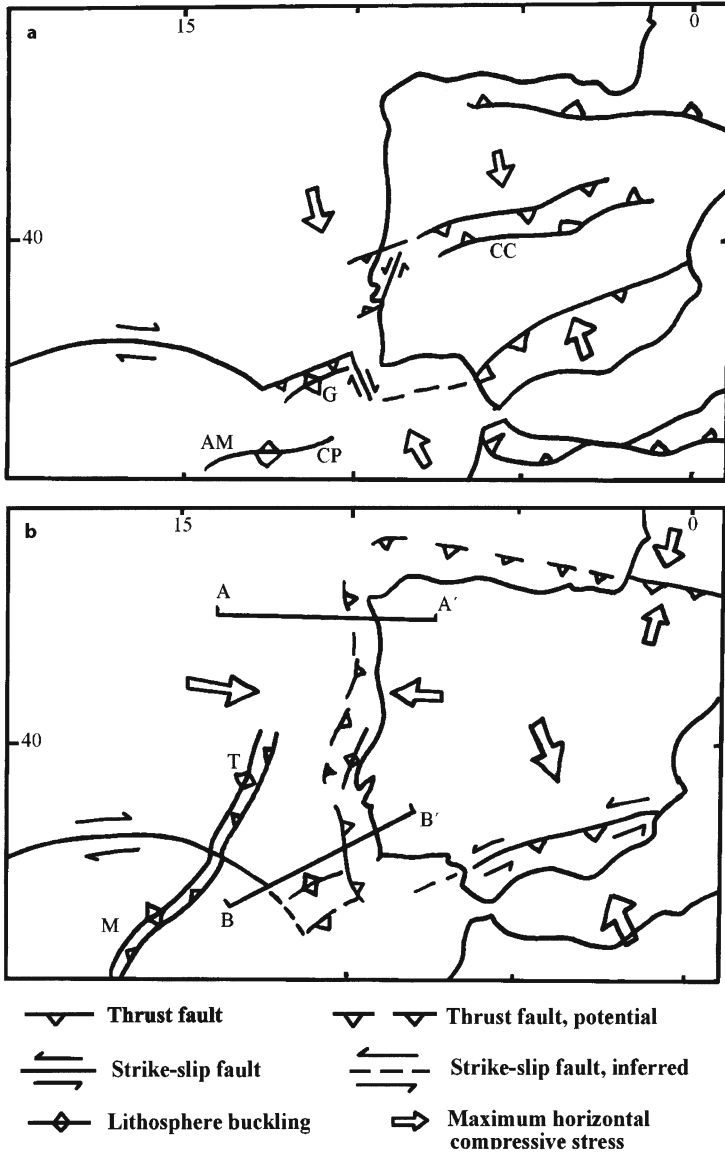 a
15
0
40
CC
G
AM
CP
b
15
0
A
A′
40
T
B′
M
B
Thrust fault
Thrust fault, potential
Strike-slip fault
Strike-slip fault, inferred
Lithosphere buckling
Maximum horizontal
compressive stress